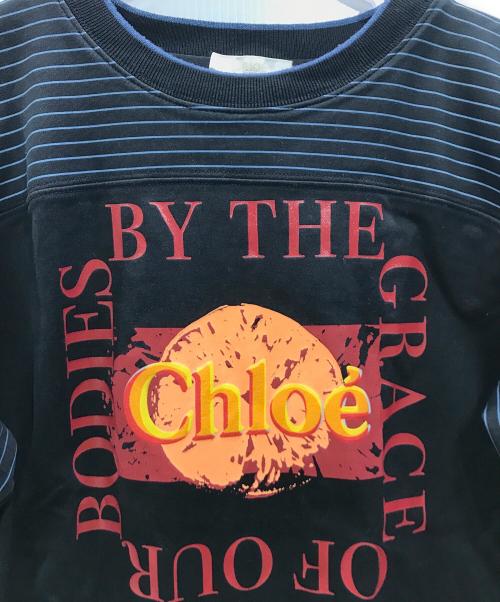 BY THE
GRACE
OF OUR
BODIES
Chloé